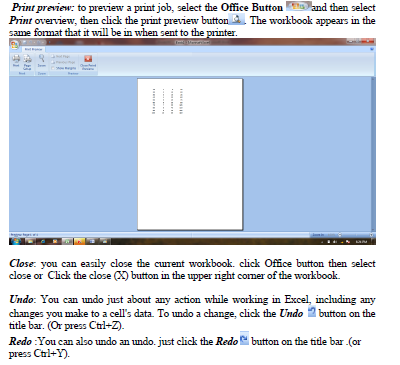 Print preview: to preview a print job, select the Office Button and then select
Print overview, then click the print preview button . The workbook appears in the
same format that it will be in when sent to the printer.
Close: you can easily close the current workbook. click Office button then select
close or Click the close (X) button in the upper right corner of the workbook.
Undo: You can undo just about any action while working in Excel, including any
changes you make to a cell's data. To undo a change, click the Undo button on the
title bar. (Or press Ctrl+Z).
Redo :You can also undo an undo. just click the Redo button on the title bar .(or
press Ctrl+Y).